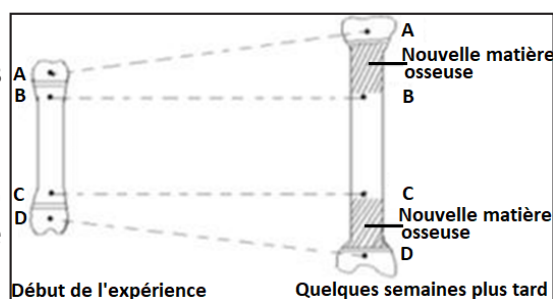 A
B
C
D
A
Nouvelle matière
osseuse
B
C
Nouvelle matière
osseuse
D
Début de l'expérience
Quelques semaines plus tard